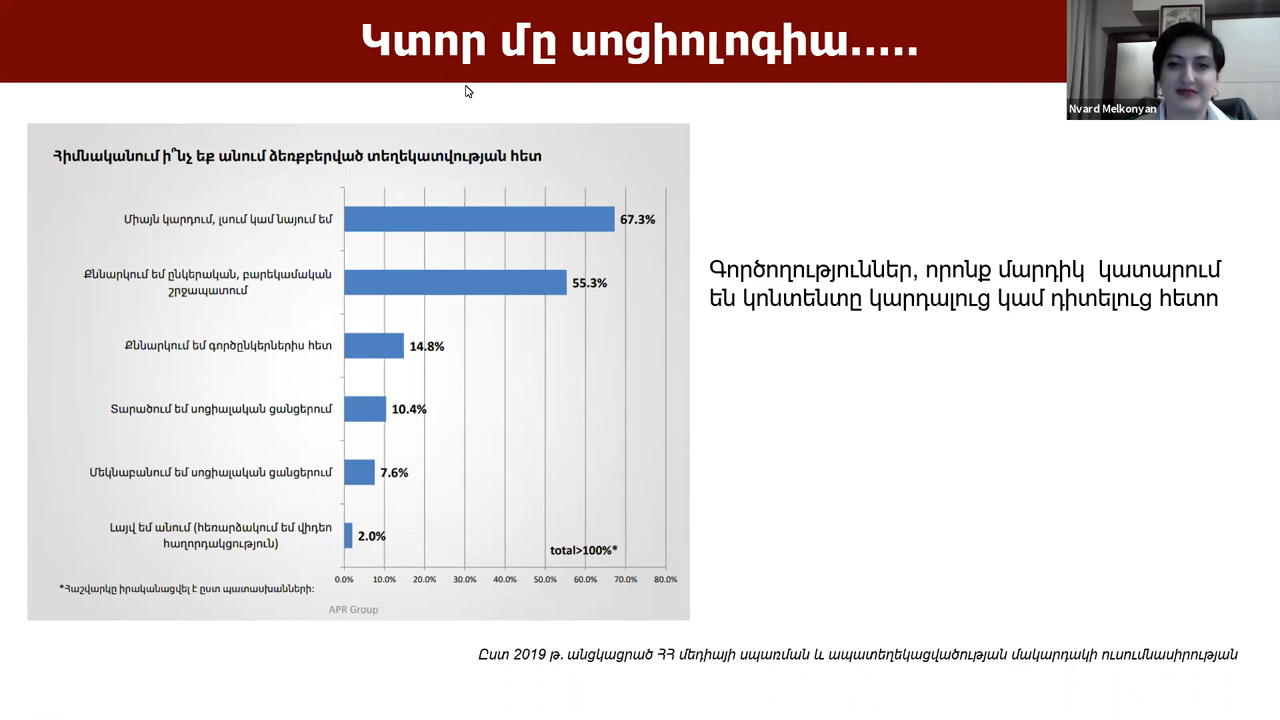 Կտոր մը սոցիոլոգիա.....
Nvard Melkonyan
Հիմնականում ի՞նչ եք անում ձեռքբերված տեղեկատվության հետ
Միայն կարդում, լսում կամ նայում եմ
67.3%
Քննարկում եմ ընկերական, բարեկամական
շրջապատում
55.3%
Քննարկում եմ գործընկերներիս հետ
14.8%
Տարածում եմ սոցիալական ցանցերում
10.4%
Մեկնաբանում եմ սոցիալական ցանցերում
7.6%
Լայվ եմ անում (հեռարձակում եմ վիդեո
հաղորդակցություն)
2.0%
total>100%*
0.0% 10.0% 20.0% 30.0% 40.0% 50.0% 60.0% 70.0% 80.0%
*Հաշվարկը իրականացվել է ըստ պատասխանների:
APR Group
Գործողություններ, որոնք մարդիկ կատարում
են կոնտենտը կարդալուց կամ դիտելուց հետո
Ըստ 2019 թ. անցկացրած ՀՀ մեդիայի սպառման և ապատեղեկացվածության մակարդակի ուսումնասիրության